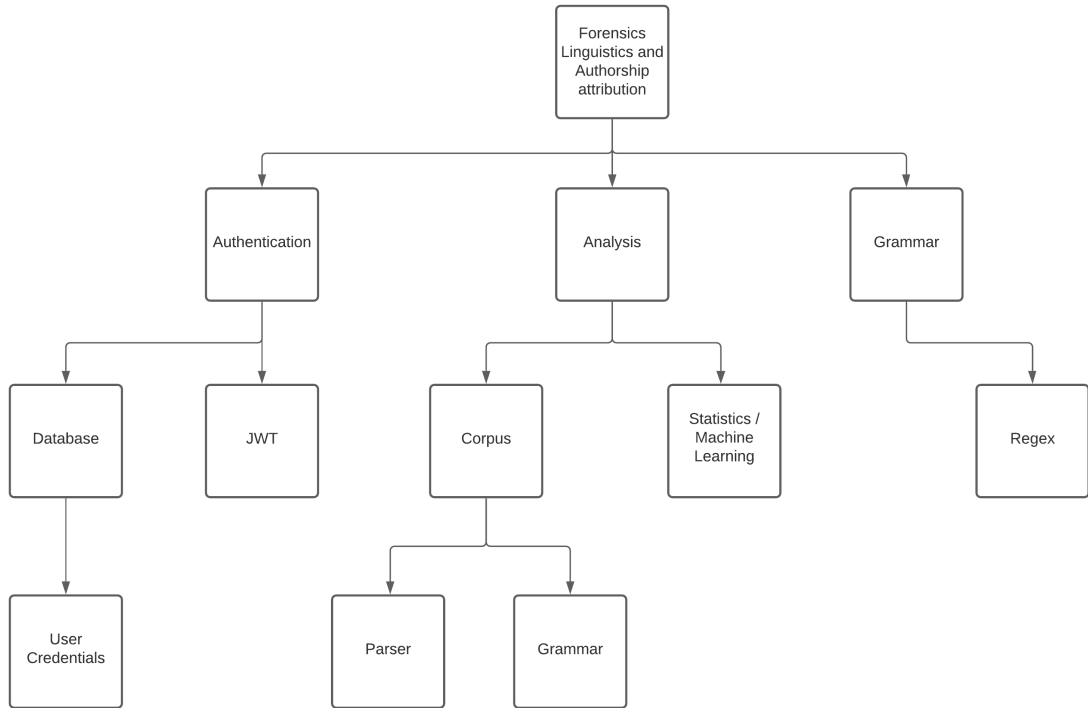 Forensics
Linguistics and
Authorship
attribution
Authentication
Analysis
Grammar
Database
JWT
Corpus
Statistics /
Machine
Learning
Regex
User
Credentials
Parser
Grammar